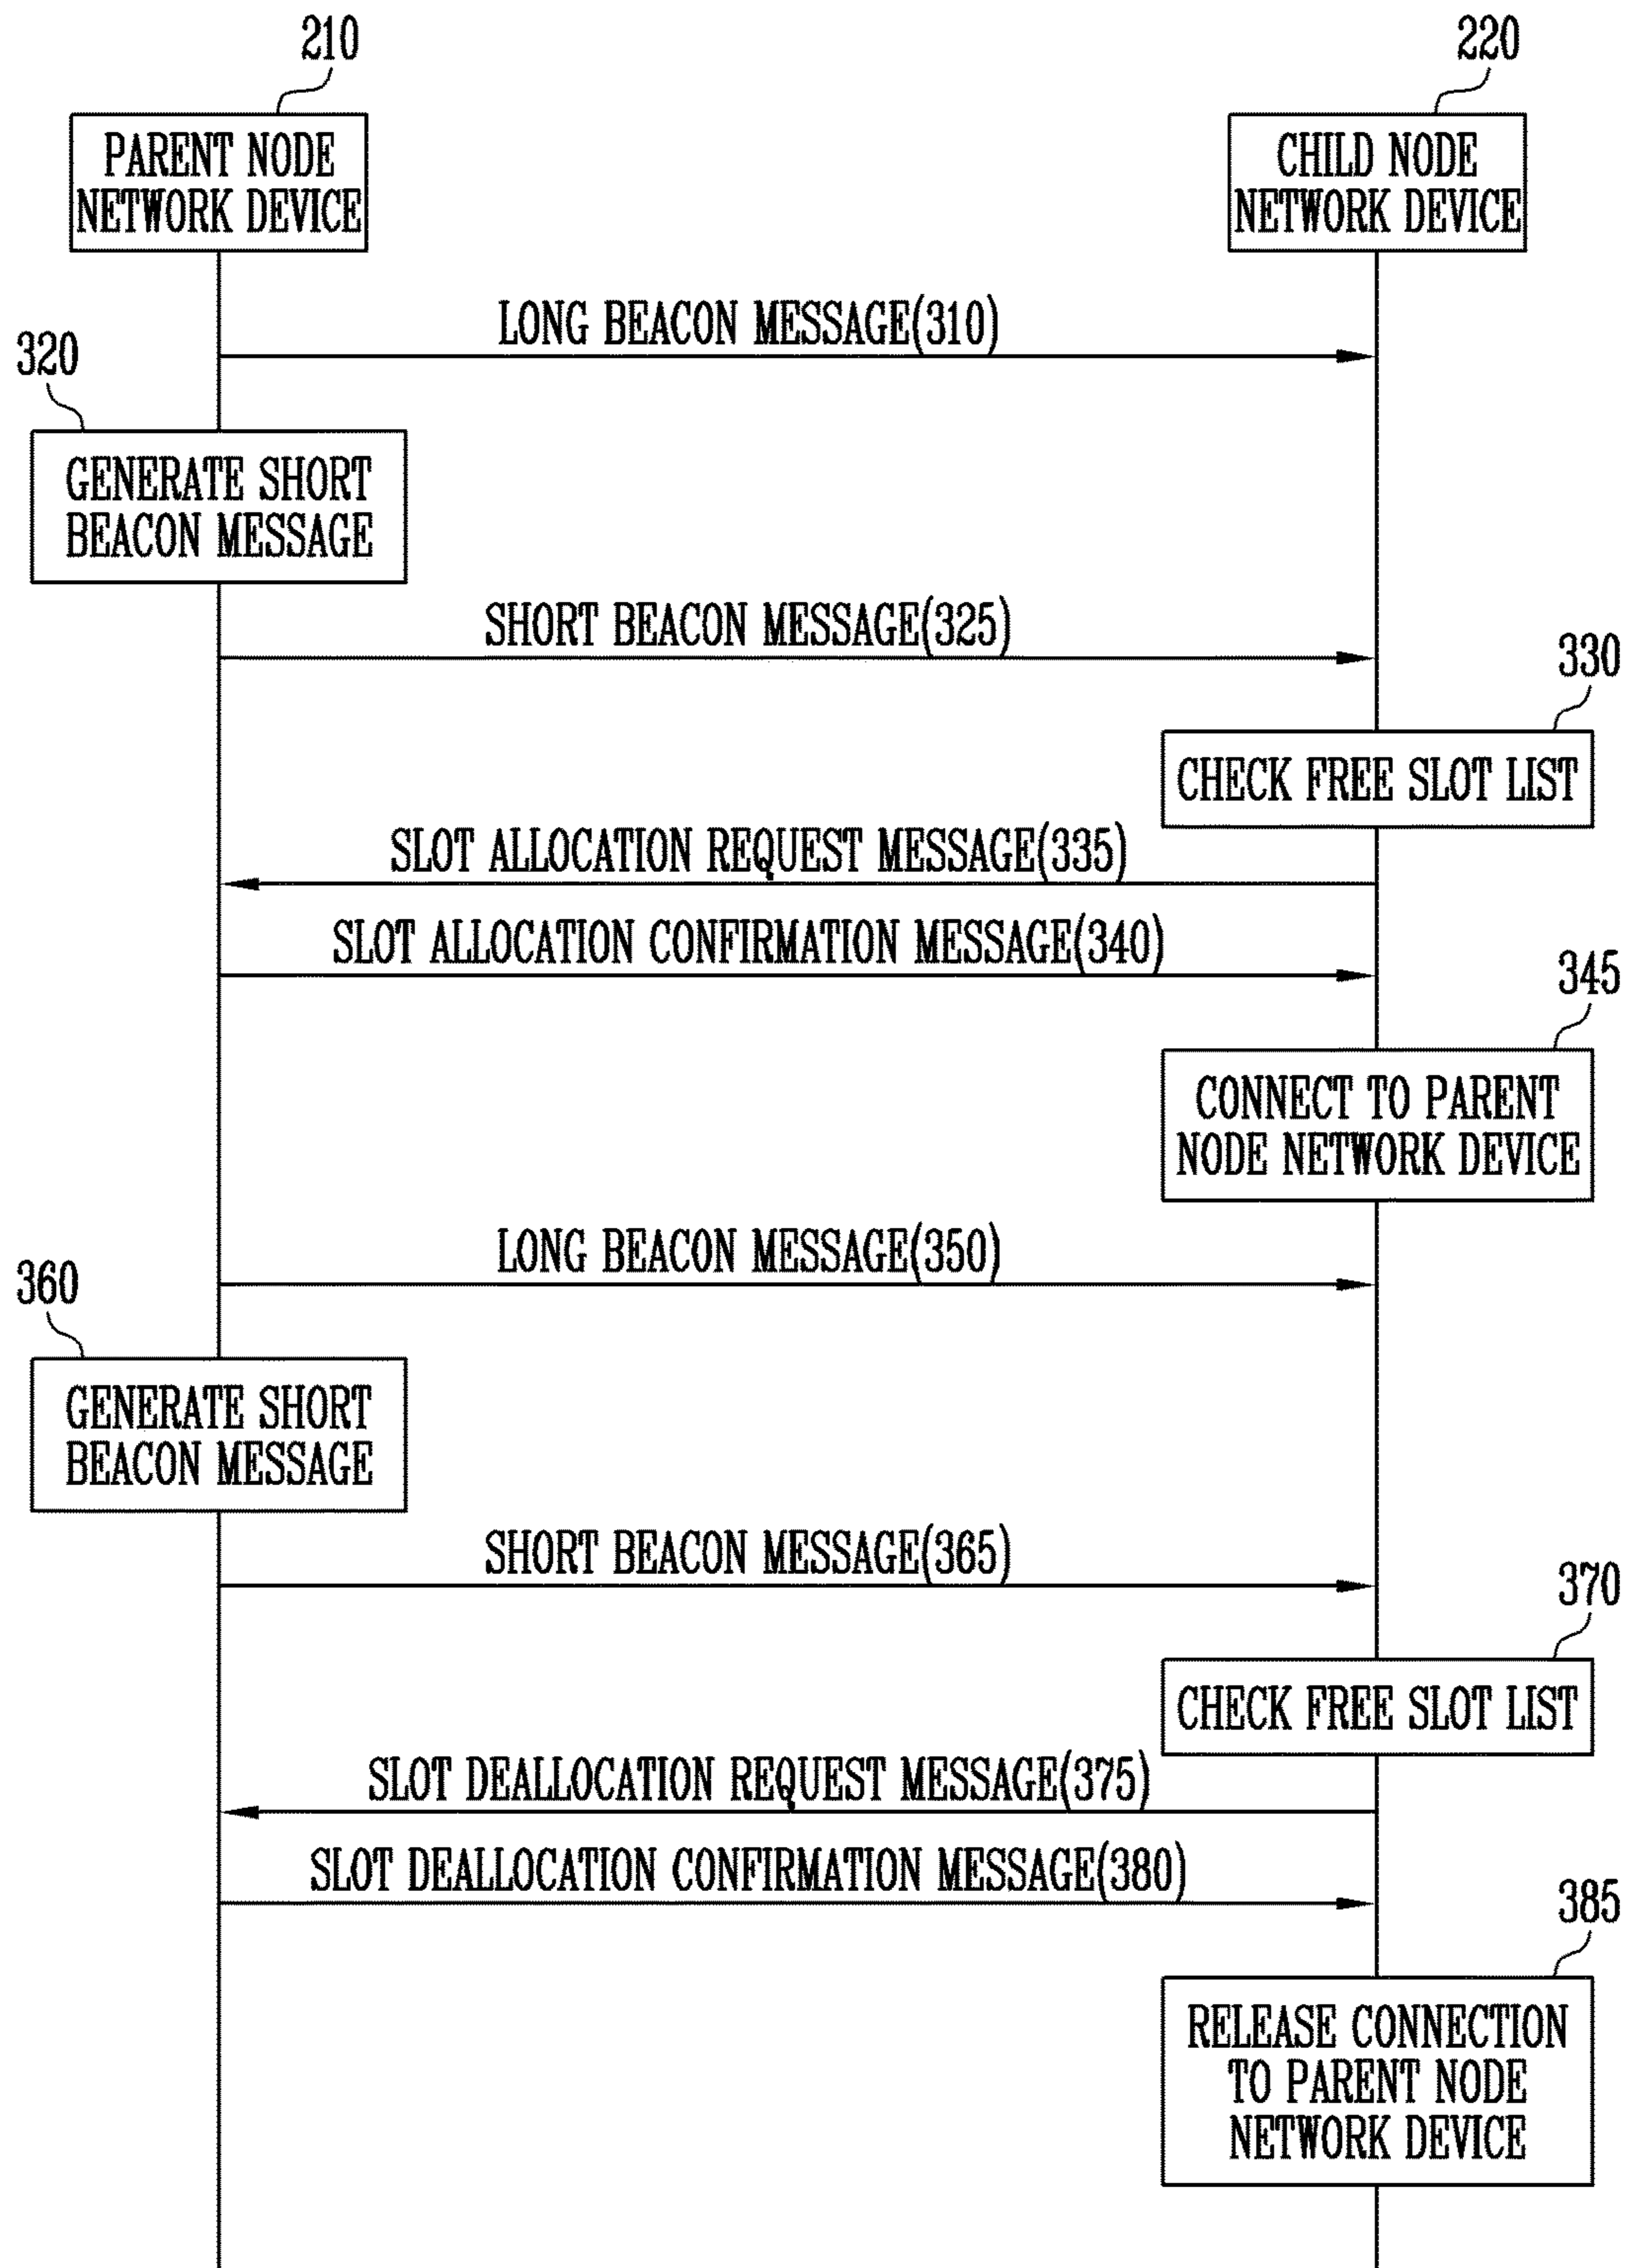 210
220
PARENT NODE
NETWORK DEVICE
CHILD NODE
NETWORK DEVICE
LONG BEACON MESSAGE(310)
320
GENERATE SHORT
BEACON MESSAGE
SHORT BEACON MESSAGE(325)
330
CHECK FREE SLOT LIST
SLOT ALLOCATION REQUEST MESSAGE(335)
SLOT ALLOCATION CONFIRMATION MESSAGE(340)
345
CONNECT TO PARENT
NODE NETWORK DEVICE
LONG BEACON MESSAGE(350)
360
GENERATE SHORT
BEACON MESSAGE
SHORT BEACON MESSAGE(365)
370
CHECK FREE SLOT LIST
SLOT DEALLOCATION REQUEST MESSAGE(375)
SLOT DEALLOCATION CONFIRMATION MESSAGE(380)
385
RELEASE CONNECTION
TO PARENT NODE
NETWORK DEVICE